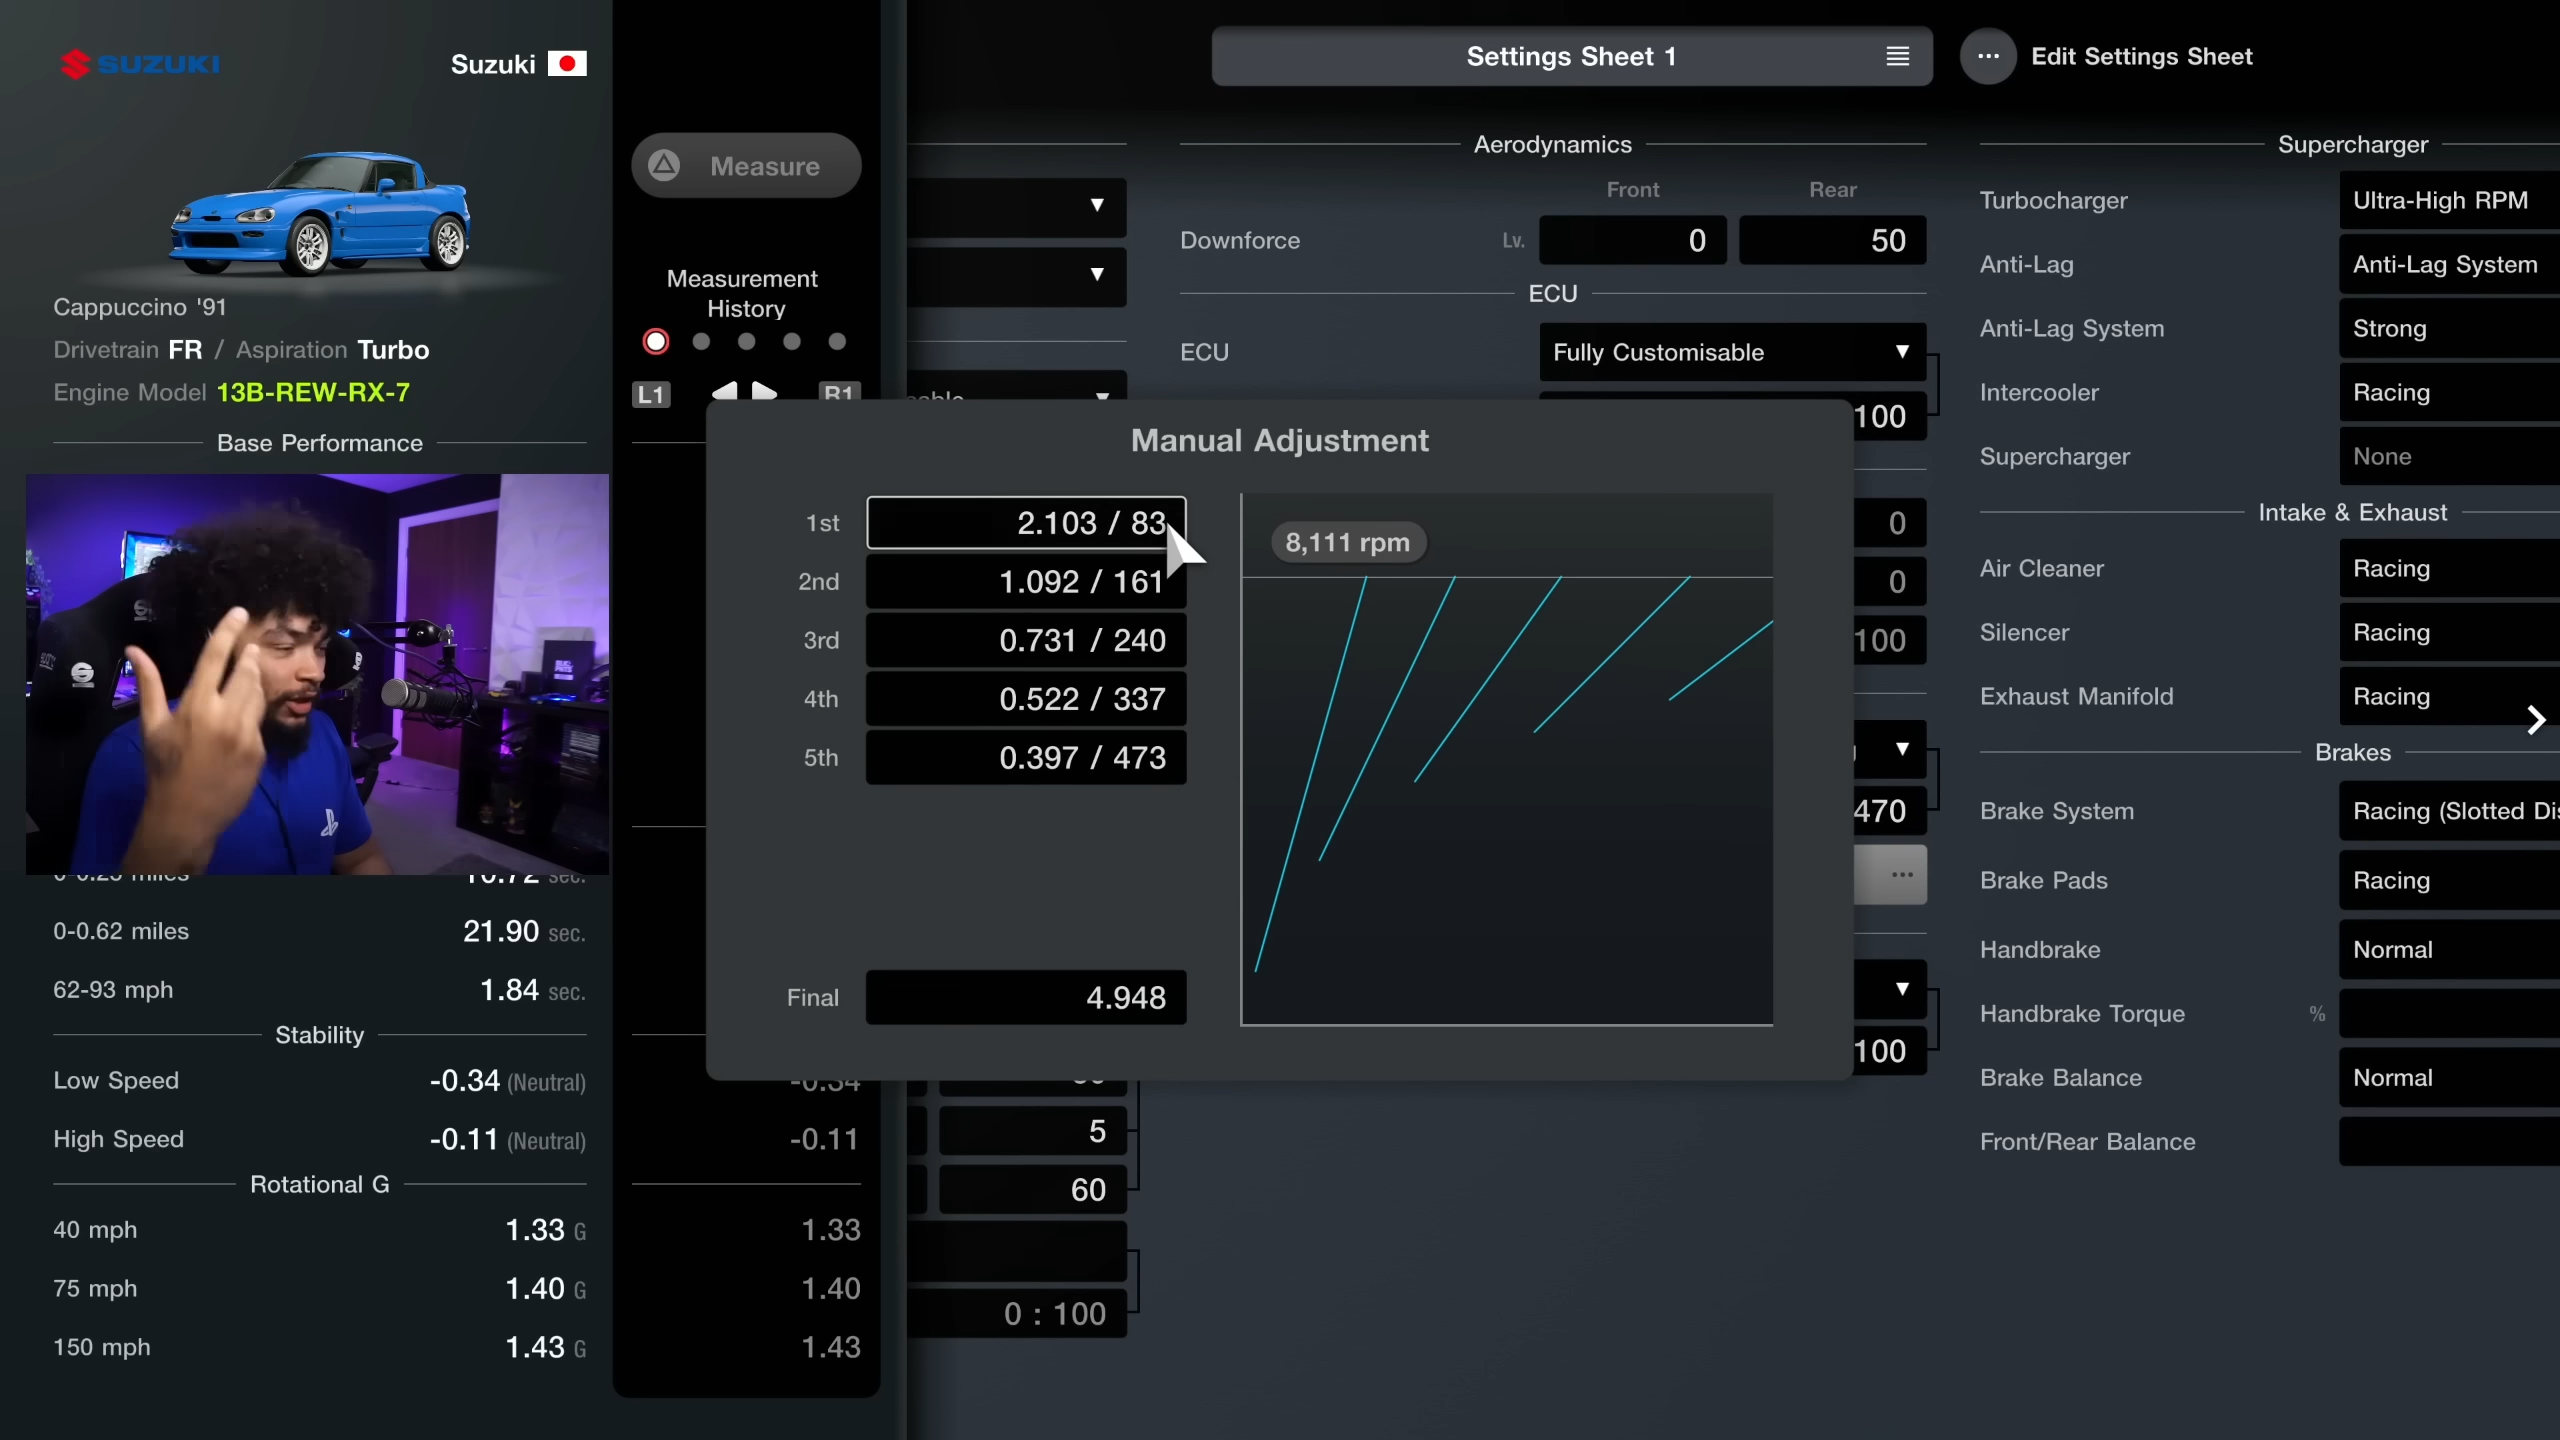 SUZUKI
Suzuki
Cappuccino '91
Drivetrain FR / Aspiration Turbo
Engine Model 13B-REW-RX-7
Base Performance
0-0.62 miles 21.90 sec.
62-93 mph 1.84 sec.
Stability
Low Speed -0.34 (Neutral)
High Speed -0.11 (Neutral)
Rotational G
40 mph 1.33 G
75 mph 1.40 G
150 mph 1.43 G
Measure
Measurement
History
L1 R1
-0.34
-0.11
1.33
1.40
1.43
5
60
0 : 100
Settings Sheet 1
... Edit Settings Sheet
Aerodynamics
Front Rear
Downforce Lv. 0 50
ECU
ECU Fully Customisable
100
0
0
100
470
...
100
Manual Adjustment
1st 2.103 / 83
2nd 1.092 / 161
3rd 0.731 / 240
4th 0.522 / 337
5th 0.397 / 473
Final 4.948
8,111 rpm
Supercharger
Turbocharger Ultra-High RPM
Anti-Lag Anti-Lag System
Anti-Lag System Strong
Intercooler Racing
Supercharger None
Intake & Exhaust
Air Cleaner Racing
Silencer Racing
Exhaust Manifold Racing
Brakes
Brake System Racing (Slotted Dis
Brake Pads Racing
Handbrake Normal
Handbrake Torque %
Brake Balance Normal
Front/Rear Balance